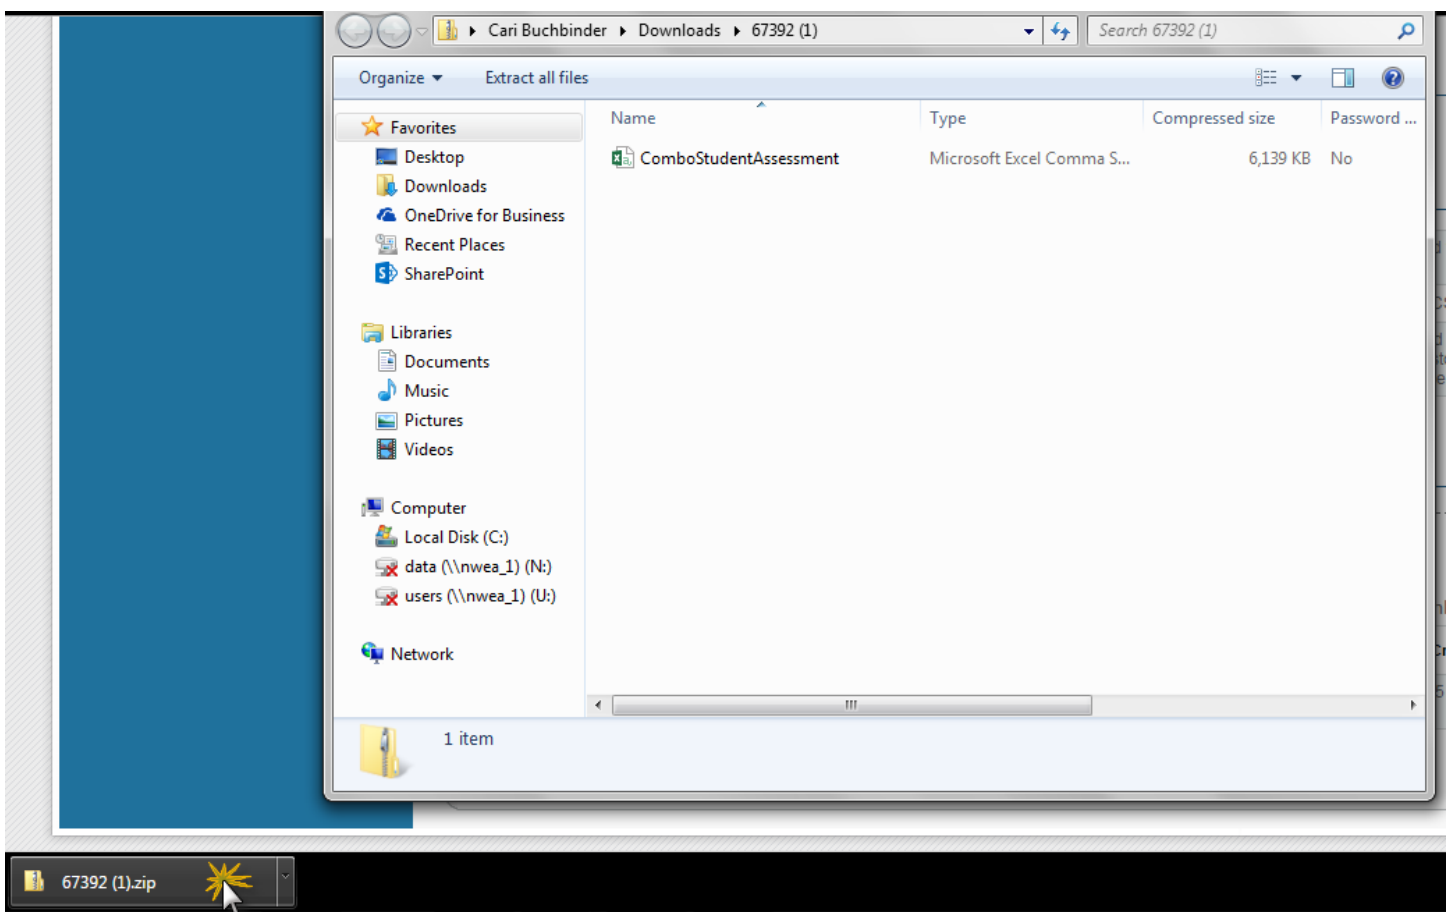 Cari Buchbinder Downloads 67392 (1)
Search 67392 (1)
Organize Extract all files
Name Type Compressed size Password ...
ComboStudentAssessment Microsoft Excel Comma S... 6,139 KB No
Favorites
Desktop
Downloads
OneDrive for Business
Recent Places
SharePoint
Libraries
Documents
Music
Pictures
Videos
Computer
Local Disk (C:)
data (\\nwea_1) (N:)
users (\\nwea_1) (U:)
Network
1 item
67392 (1).zip